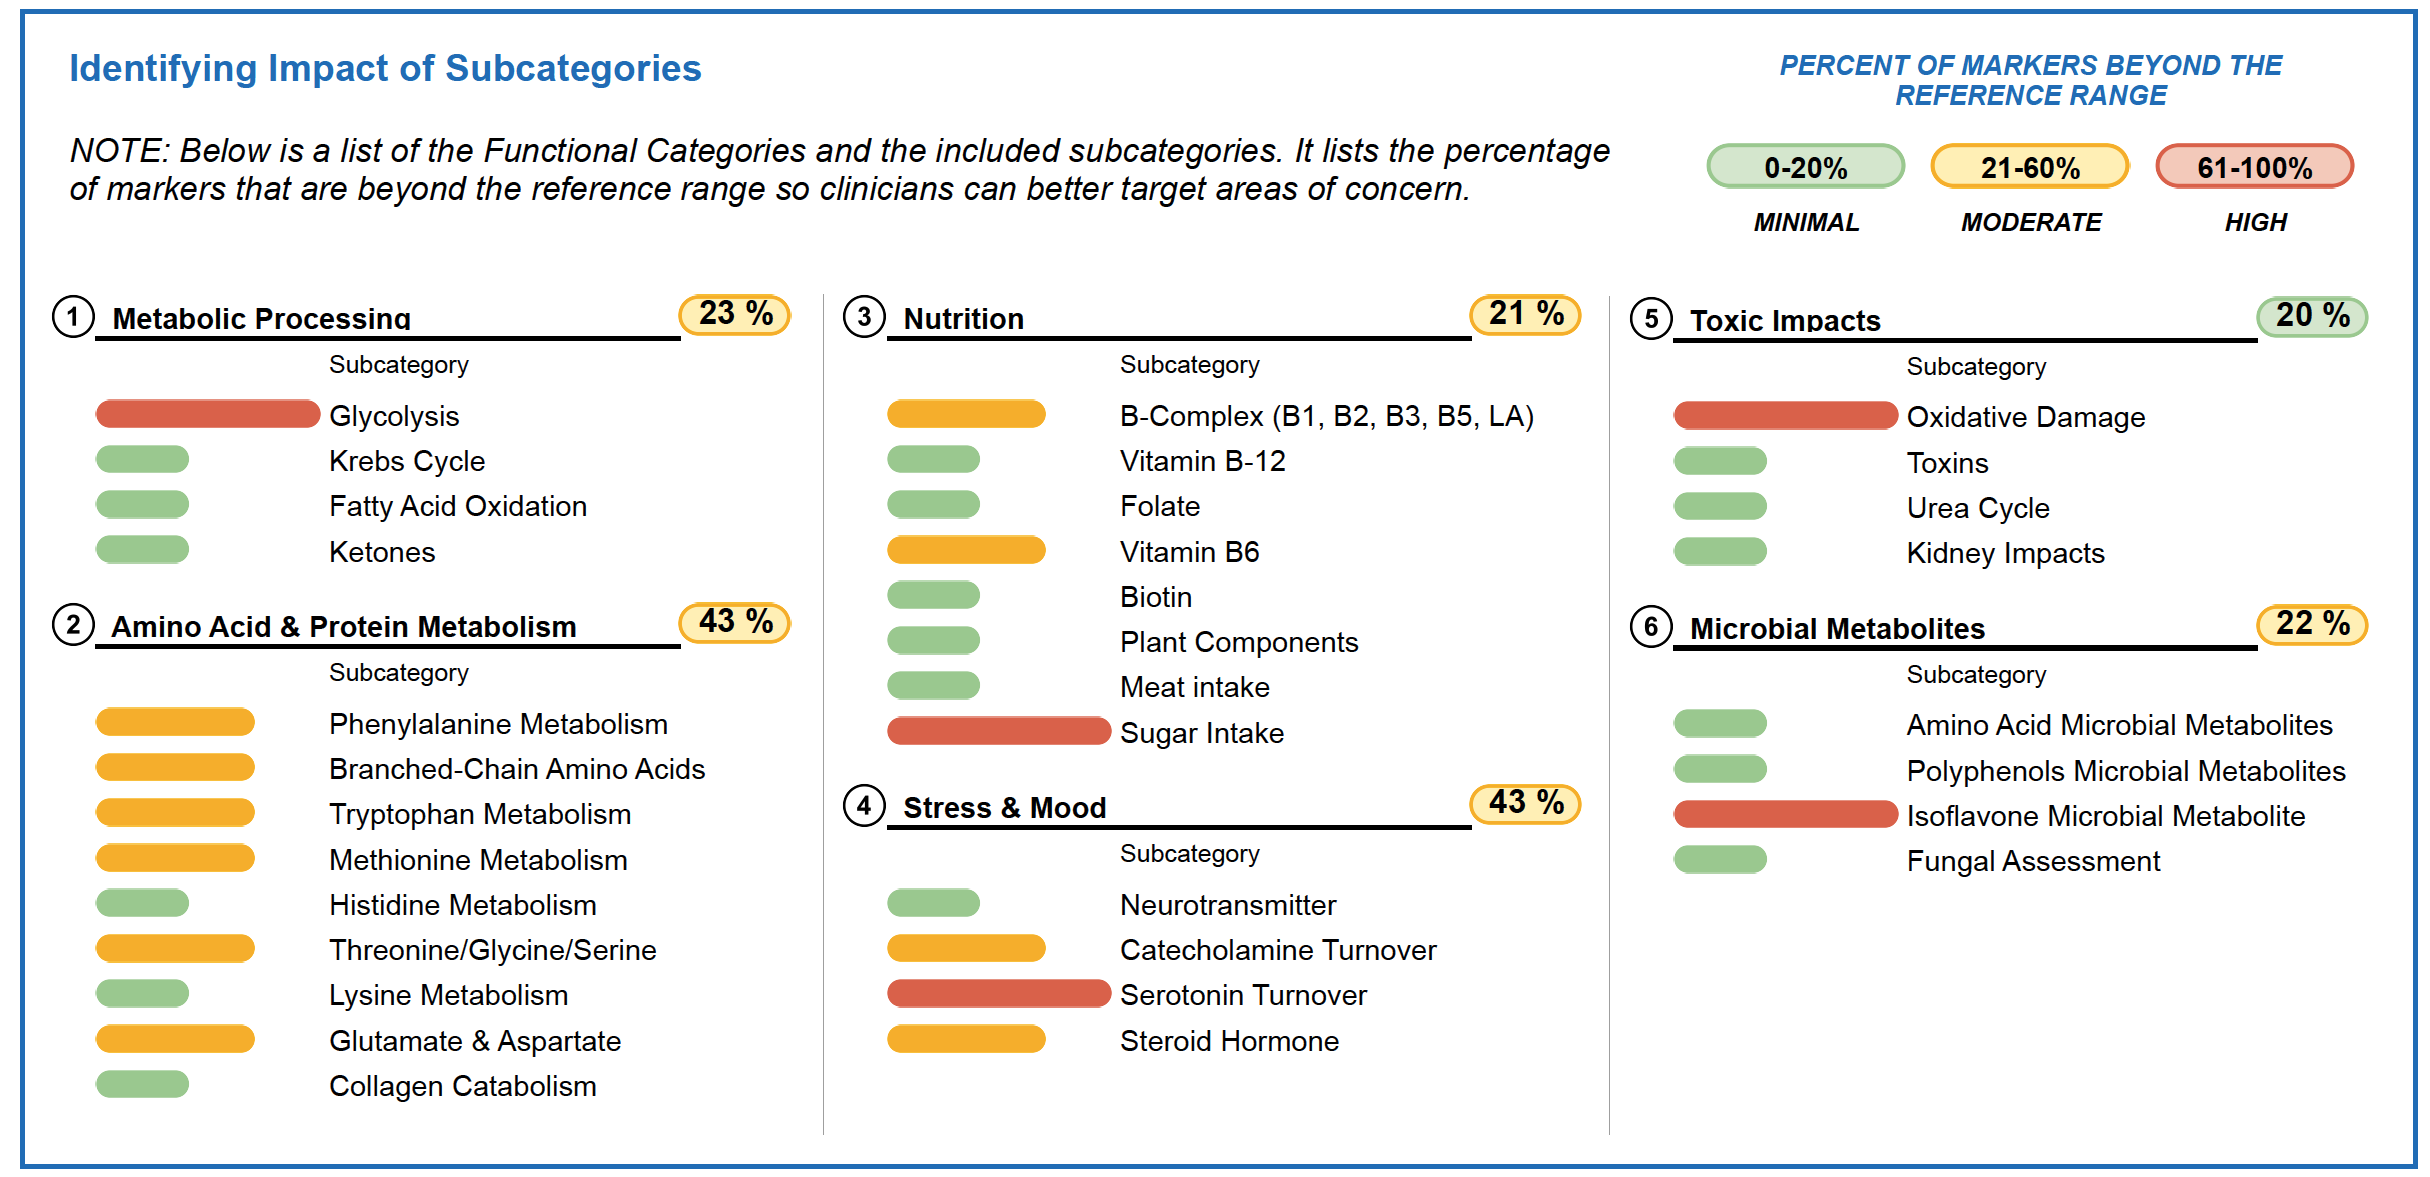 Identifying Impact of Subcategories
NOTE: Below is a list of the Functional Categories and the included subcategories. It lists the percentage
of markers that are beyond the reference range so clinicians can better target areas of concern.
PERCENT OF MARKERS BEYOND THE
REFERENCE RANGE
0-20% 21-60% 61-100%
MINIMAL MODERATE HIGH
1 Metabolic Processing 23 %
Subcategory
Glycolysis
Krebs Cycle
Fatty Acid Oxidation
Ketones
2 Amino Acid & Protein Metabolism 43 %
Subcategory
Phenylalanine Metabolism
Branched-Chain Amino Acids
Tryptophan Metabolism
Methionine Metabolism
Histidine Metabolism
Threonine/Glycine/Serine
Lysine Metabolism
Glutamate & Aspartate
Collagen Catabolism
3 Nutrition 21 %
Subcategory
B-Complex (B1, B2, B3, B5, LA)
Vitamin B-12
Folate
Vitamin B6
Biotin
Plant Components
Meat intake
Sugar Intake
4 Stress & Mood 43 %
Subcategory
Neurotransmitter
Catecholamine Turnover
Serotonin Turnover
Steroid Hormone
5 Toxic Impacts 20 %
Subcategory
Oxidative Damage
Toxins
Urea Cycle
Kidney Impacts
6 Microbial Metabolites 22 %
Subcategory
Amino Acid Microbial Metabolites
Polyphenols Microbial Metabolites
Isoflavone Microbial Metabolite
Fungal Assessment